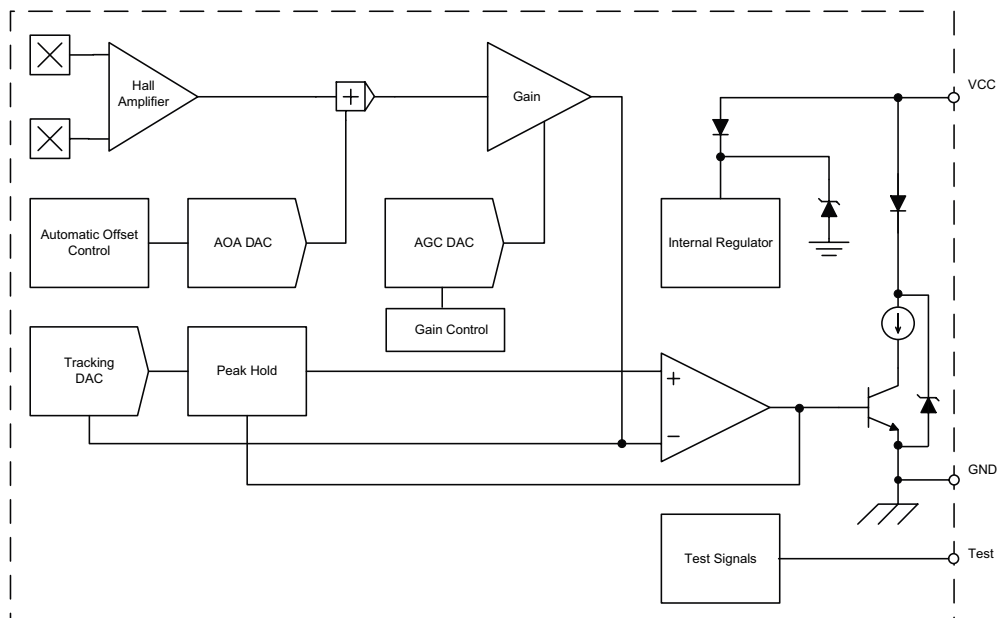 Hall
Amplifier
+
Gain
VCC
Automatic Offset
Control
AOA DAC
AGC DAC
Internal Regulator
Gain Control
Tracking
DAC
Peak Hold
+
−
GND
Test Signals
Test